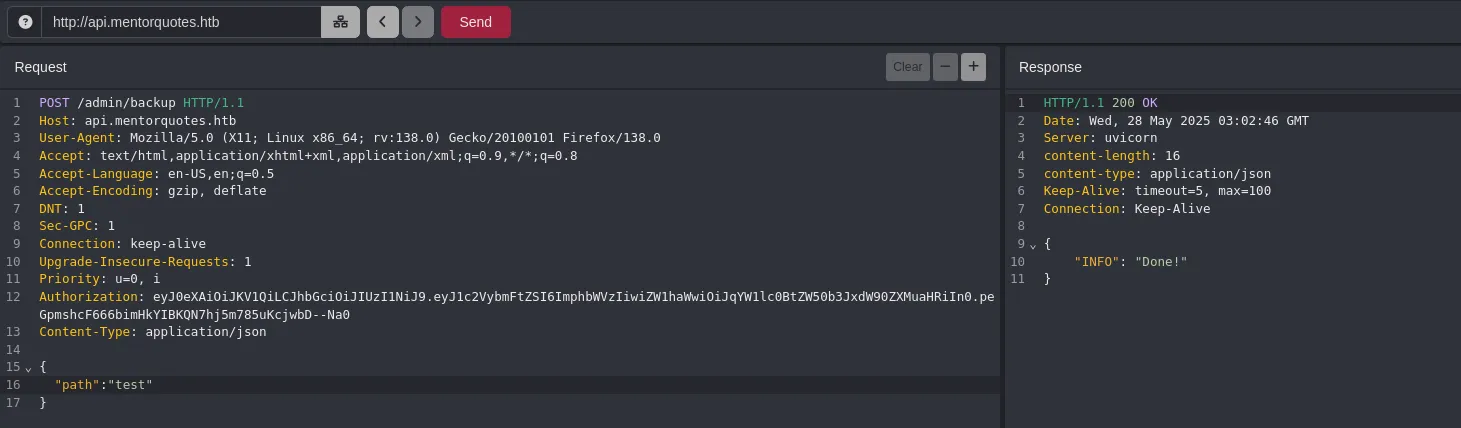 http://api.mentorquotes.htb
Send
Request
Clear
Response
1 POST /admin/backup HTTP/1.1
2 Host: api.mentorquotes.htb
3 User-Agent: Mozilla/5.0 (X11; Linux x86_64; rv:138.0) Gecko/20100101 Firefox/138.0
4 Accept: text/html,application/xhtml+xml,application/xml;q=0.9,*/*;q=0.8
5 Accept-Language: en-US,en;q=0.5
6 Accept-Encoding: gzip, deflate
7 DNT: 1
8 Sec-GPC: 1
9 Connection: keep-alive
10 Upgrade-Insecure-Requests: 1
11 Priority: u=0, i
12 Authorization: eyJ0eXAiOiJKV1QiLCJhbGciOiJIUzI1NiJ9.eyJ1c2VybmFtZSI6ImphbWVzIiwiZW1haWwiOiJqYW1lc0BtZW50b3JxdW90ZXMuaHRiIn0.pe
GpmshcF666bimHkYIBKQN7hj5m785uKcjwbD--Na0
13 Content-Type: application/json
14
15 {
16 "path":"test"
17 }
1 HTTP/1.1 200 OK
2 Date: Wed, 28 May 2025 03:02:46 GMT
3 Server: uvicorn
4 content-length: 16
5 content-type: application/json
6 Keep-Alive: timeout=5, max=100
7 Connection: Keep-Alive
8
9 {
10 "INFO": "Done!"
11 }